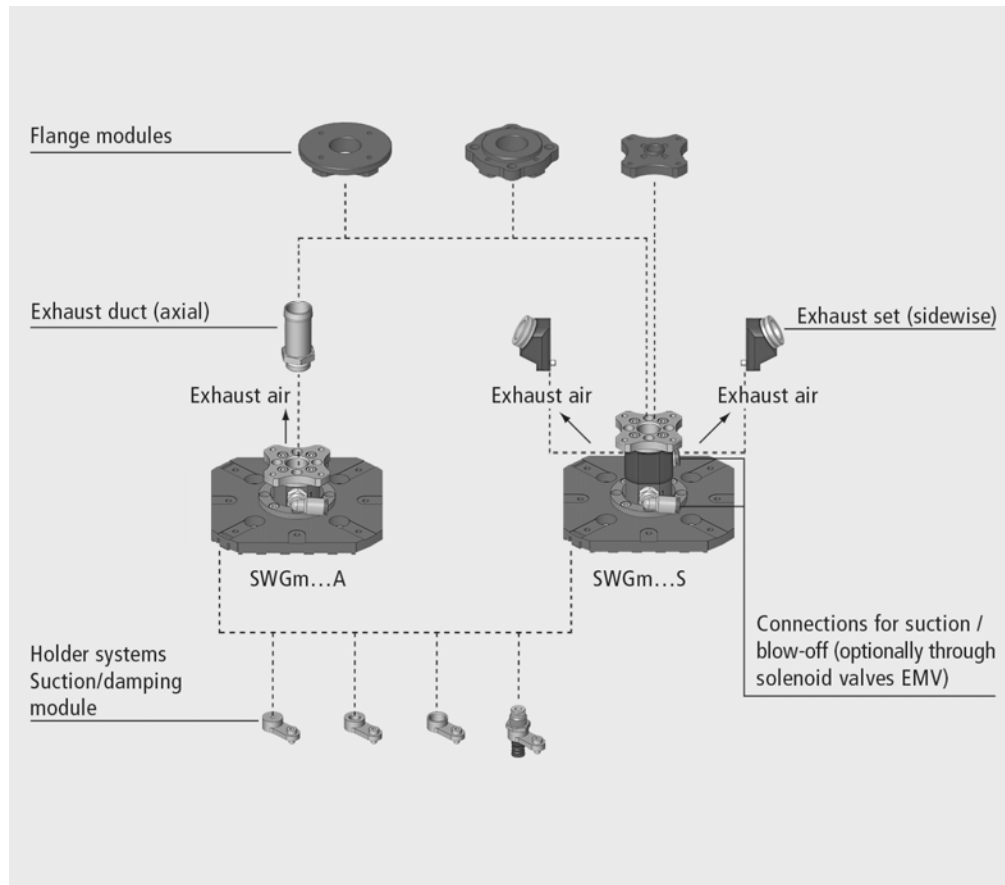 Flange modules
Exhaust duct (axial)
Exhaust set (sidewise)
Exhaust air
Exhaust air
Exhaust air
SWGm...A
SWGm...S
Holder systems
Suction/damping
module
Connections for suction /
blow-off (optionally through
solenoid valves EMV)